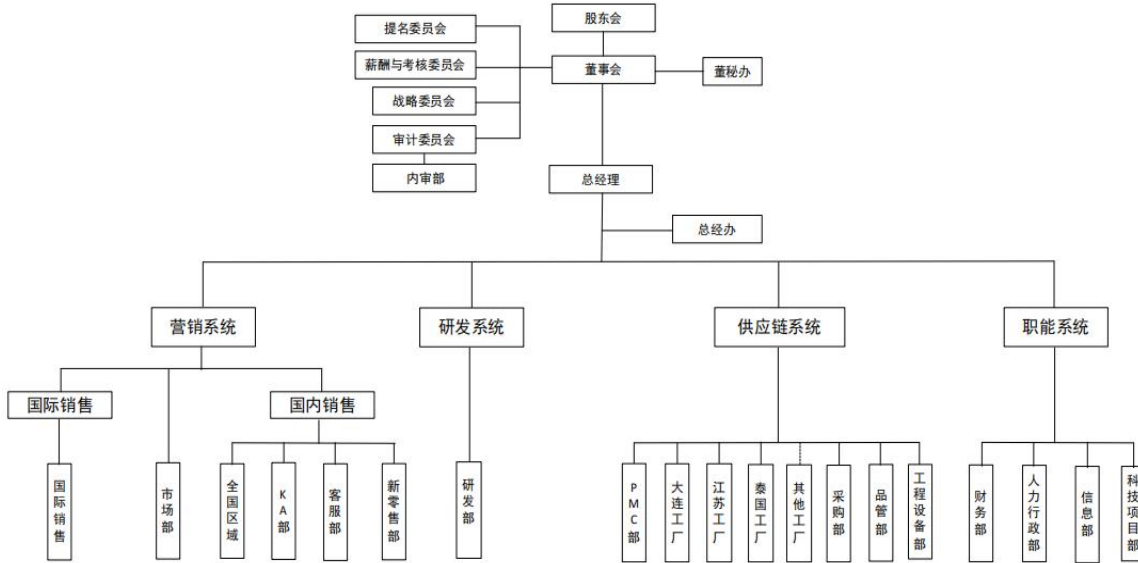 股东会
提名委员会
薪酬与考核委员会
董事会
董秘办
战略委员会
审计委员会
内审部
总经理
总经办
营销系统
研发系统
供应链系统
职能系统
国际销售
国内销售
国际销售
市场部
全国区域
KA部
客服部
新零售部
研发部
PMC部
大连工厂
江苏工厂
泰国工厂
其他工厂
采购部
品管部
工程设备部
财务部
人力行政部
信息部
科技项目部